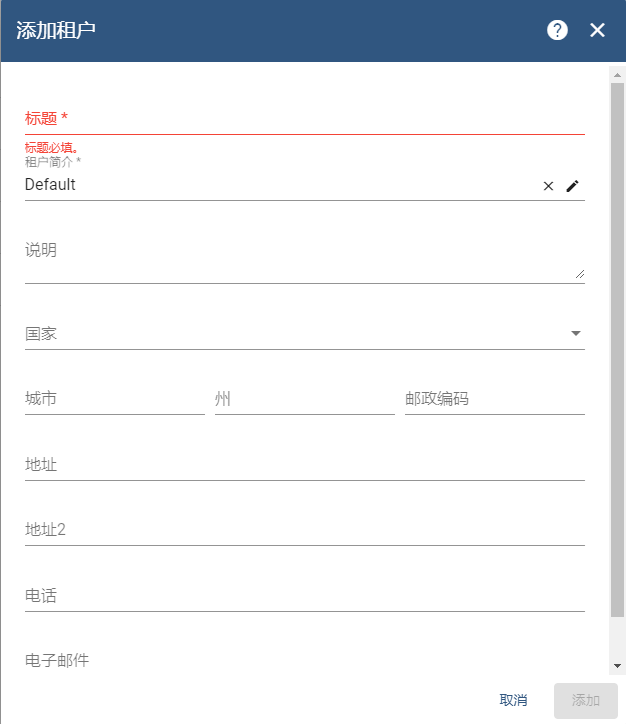 添加租户
标题 *
标题必填。
租户简介 *
Default
说明
国家
城市 州 邮政编码
地址
地址2
电话
电子邮件
取消 添加